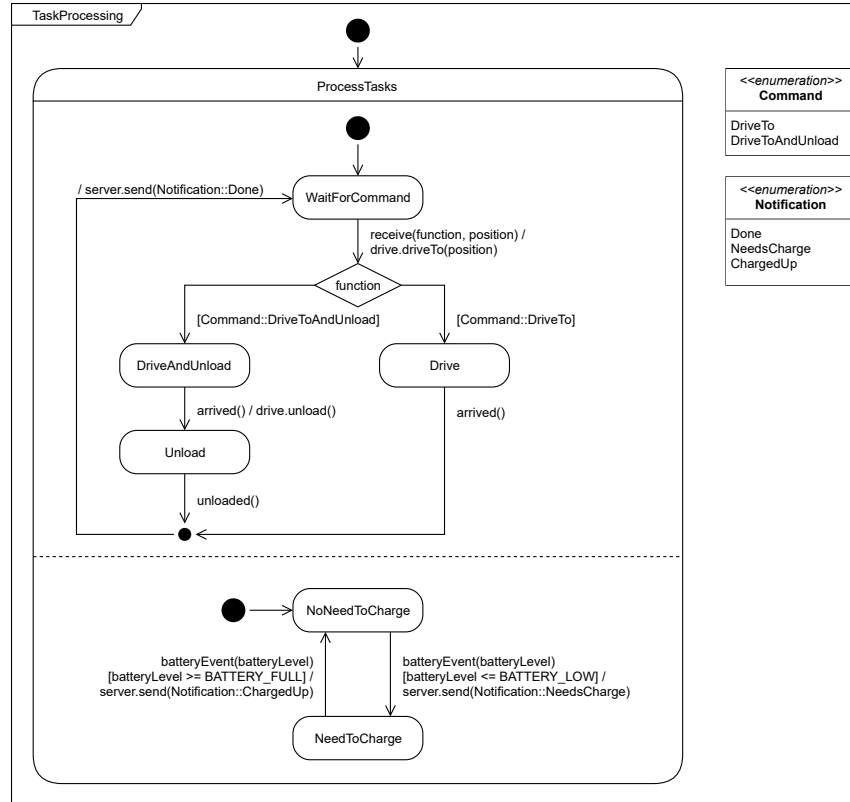 TaskProcessing
ProcessTasks
<<enumeration>>
Command
DriveTo
DriveToAndUnload
<<enumeration>>
Notification
Done
NeedsCharge
ChargedUp
/ server.send(Notification::Done)
WaitForCommand
receive(function, position) /
drive.driveTo(position)
function
[Command::DriveToAndUnload]
[Command::DriveTo]
DriveAndUnload
Drive
arrived() / drive.unload()
arrived()
Unload
unloaded()
NoNeedToCharge
batteryEvent(batteryLevel)
[batteryLevel >= BATTERY_FULL] /
server.send(Notification::ChargedUp)
batteryEvent(batteryLevel)
[batteryLevel <= BATTERY_LOW] /
server.send(Notification::NeedsCharge)
NeedToCharge